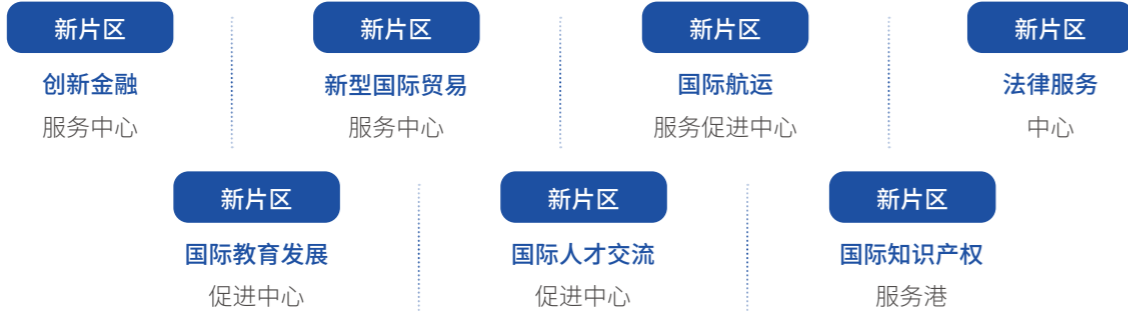 新片区 新片区 新片区 新片区
创新金融 新型国际贸易 国际航运 法律服务
服务中心 服务中心 服务促进中心 中心
新片区 新片区 新片区
国际教育发展 国际人才交流 国际知识产权
促进中心 促进中心 服务港